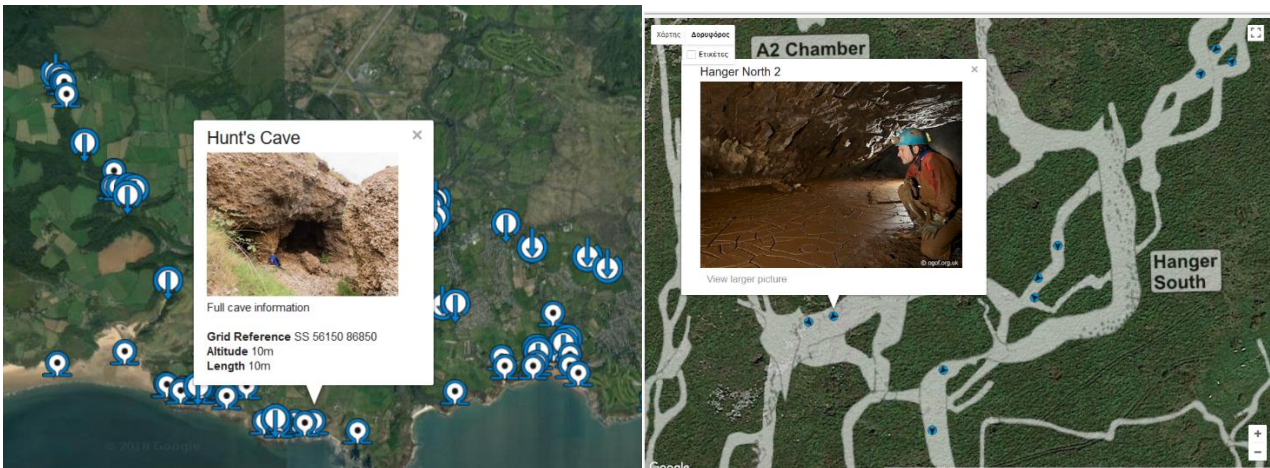 Hunt's Cave
×
Full cave information
Grid Reference SS 56150 86850
Altitude 10m
Length 10m
© 2018 Google
Χάρτης Δορυφόρος
Ετικέτες
A2 Chamber
Hanger North 2
×
© ogof.org.uk
View larger picture
Hanger
South
+
−
Google